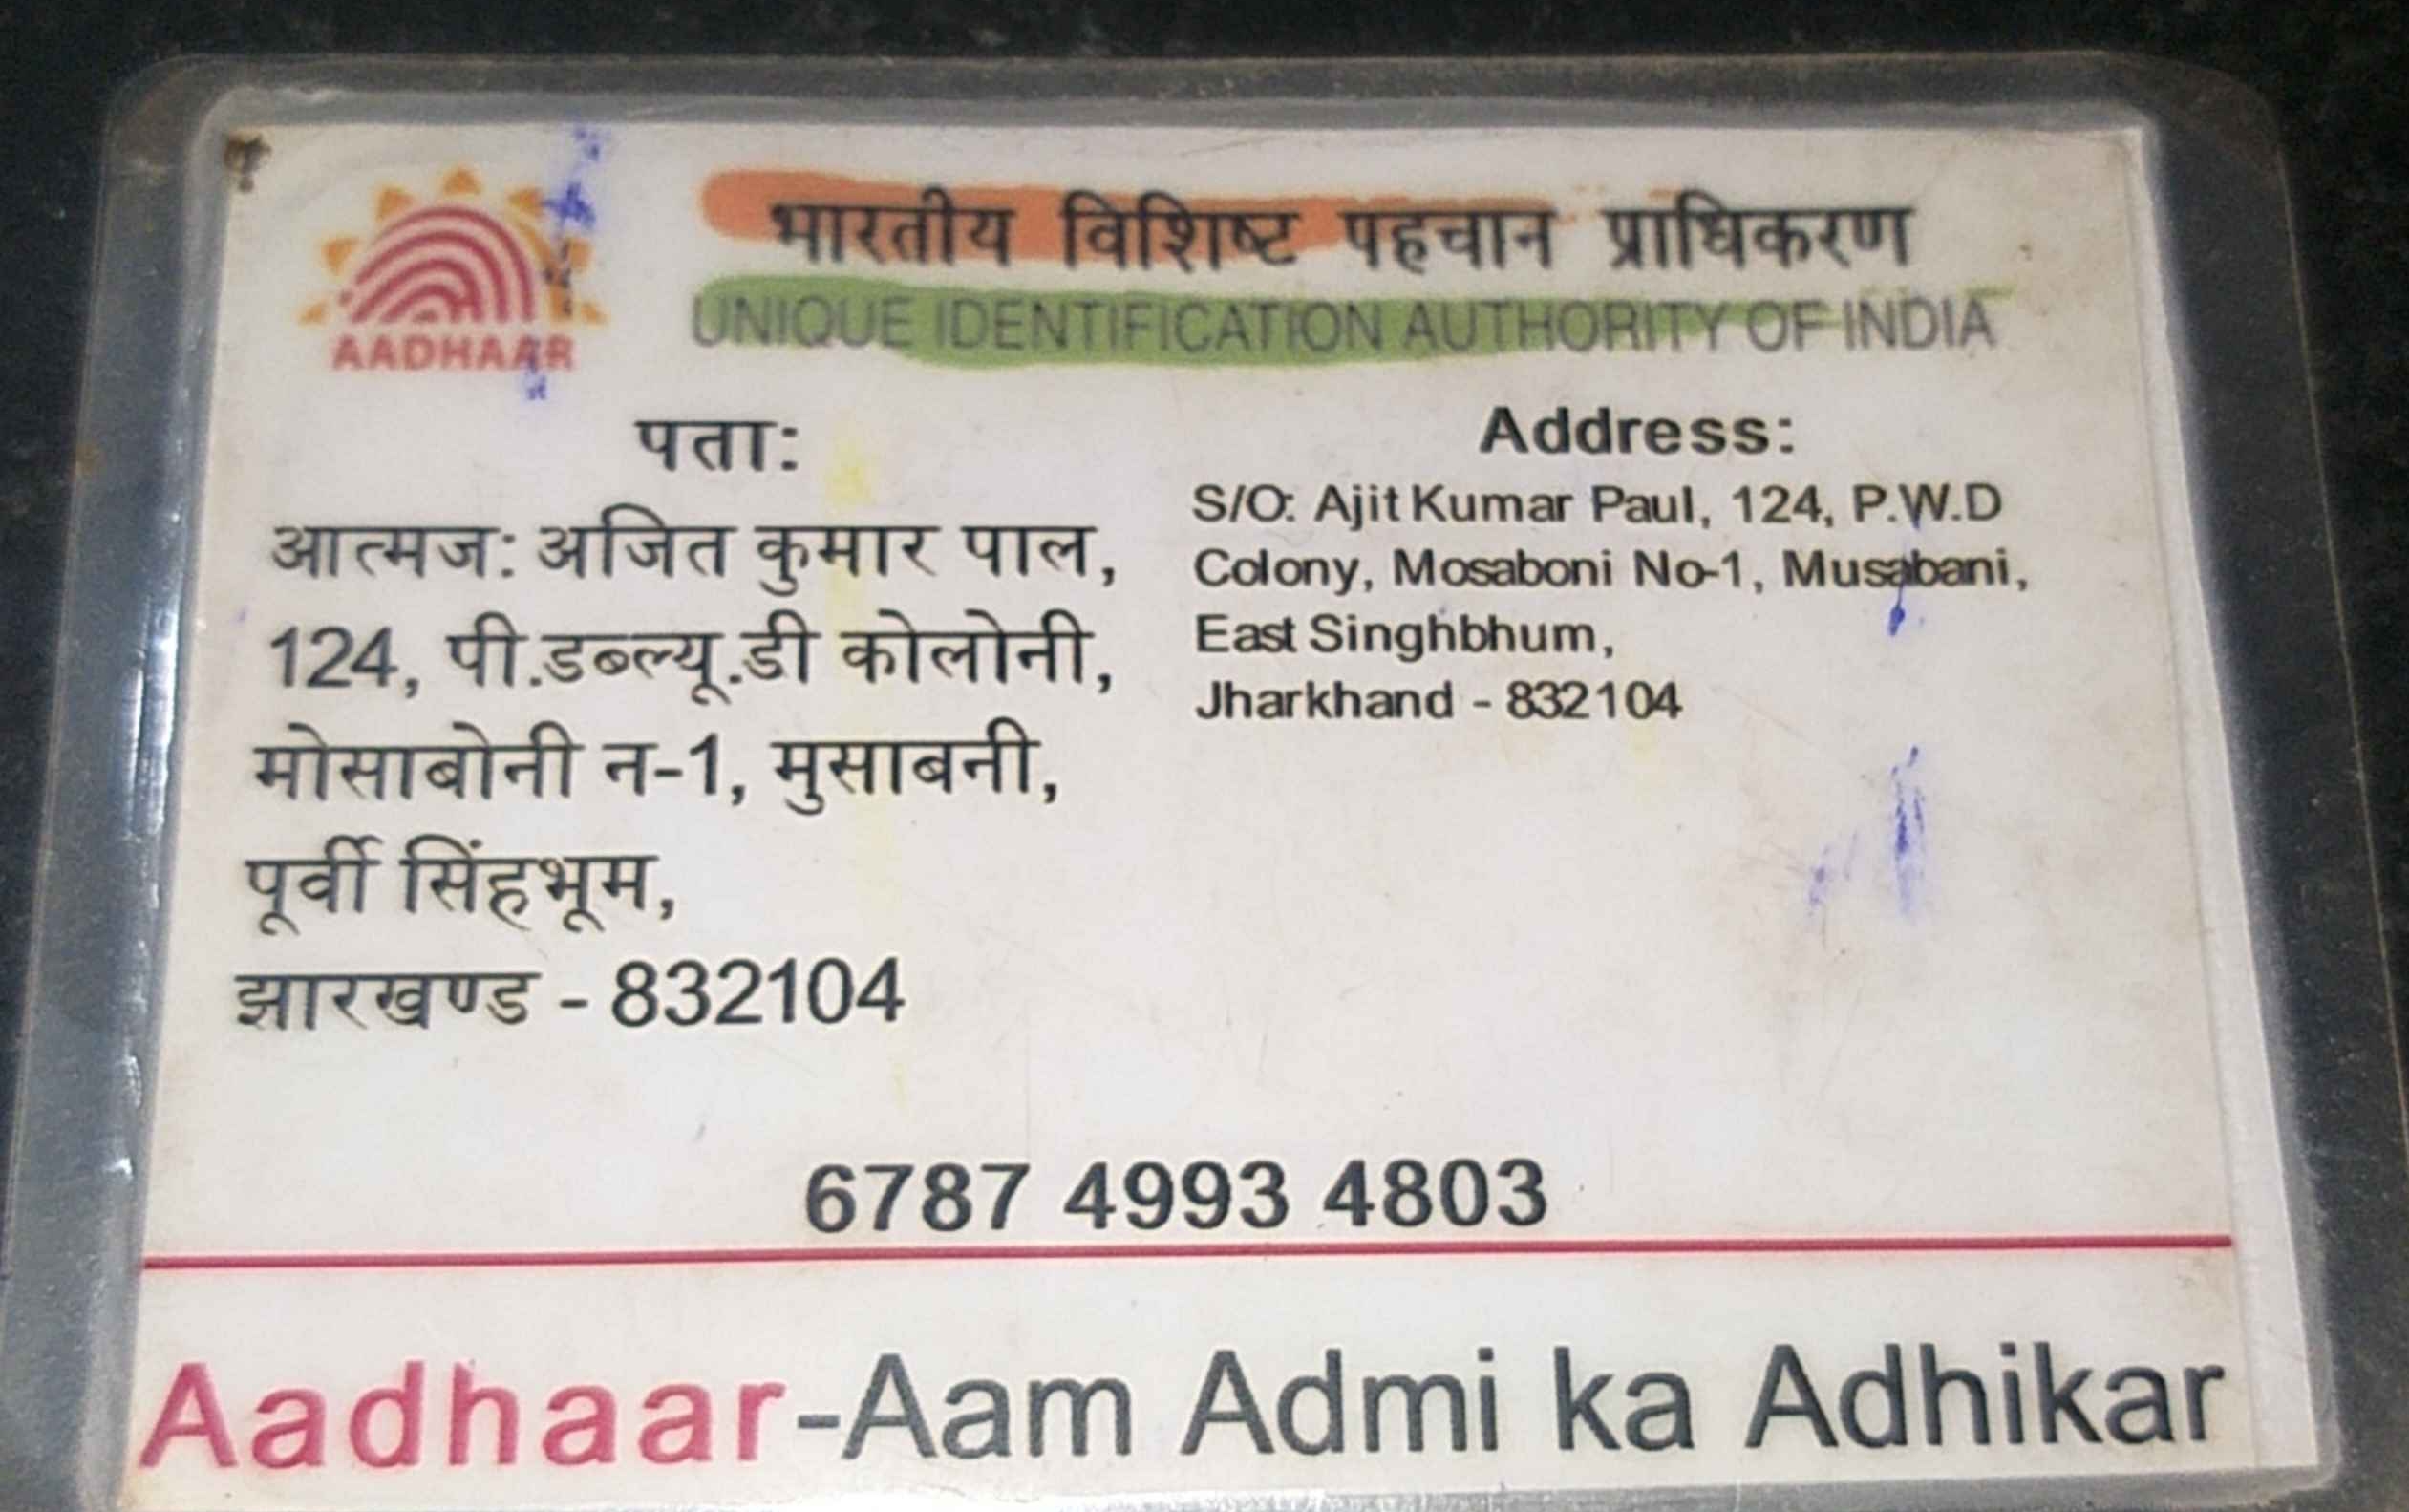 AADHAAR
भारतीय विशिष्ट पहचान प्राधिकरण
UNIQUE IDENTIFICATION AUTHORITY OF INDIA
पता:
आत्मज: अजित कुमार पाल,
124, पी.डब्ल्यू.डी कोलोनी,
मोसाबोनी न-1, मुसाबनी,
पूर्वी सिंहभूम,
झारखण्ड - 832104
Address:
S/O: Ajit Kumar Paul, 124, P.W.D
Colony, Mosaboni No-1, Musabani,
East Singhbhum,
Jharkhand - 832104
6787 4993 4803
Aadhaar-Aam Admi ka Adhikar